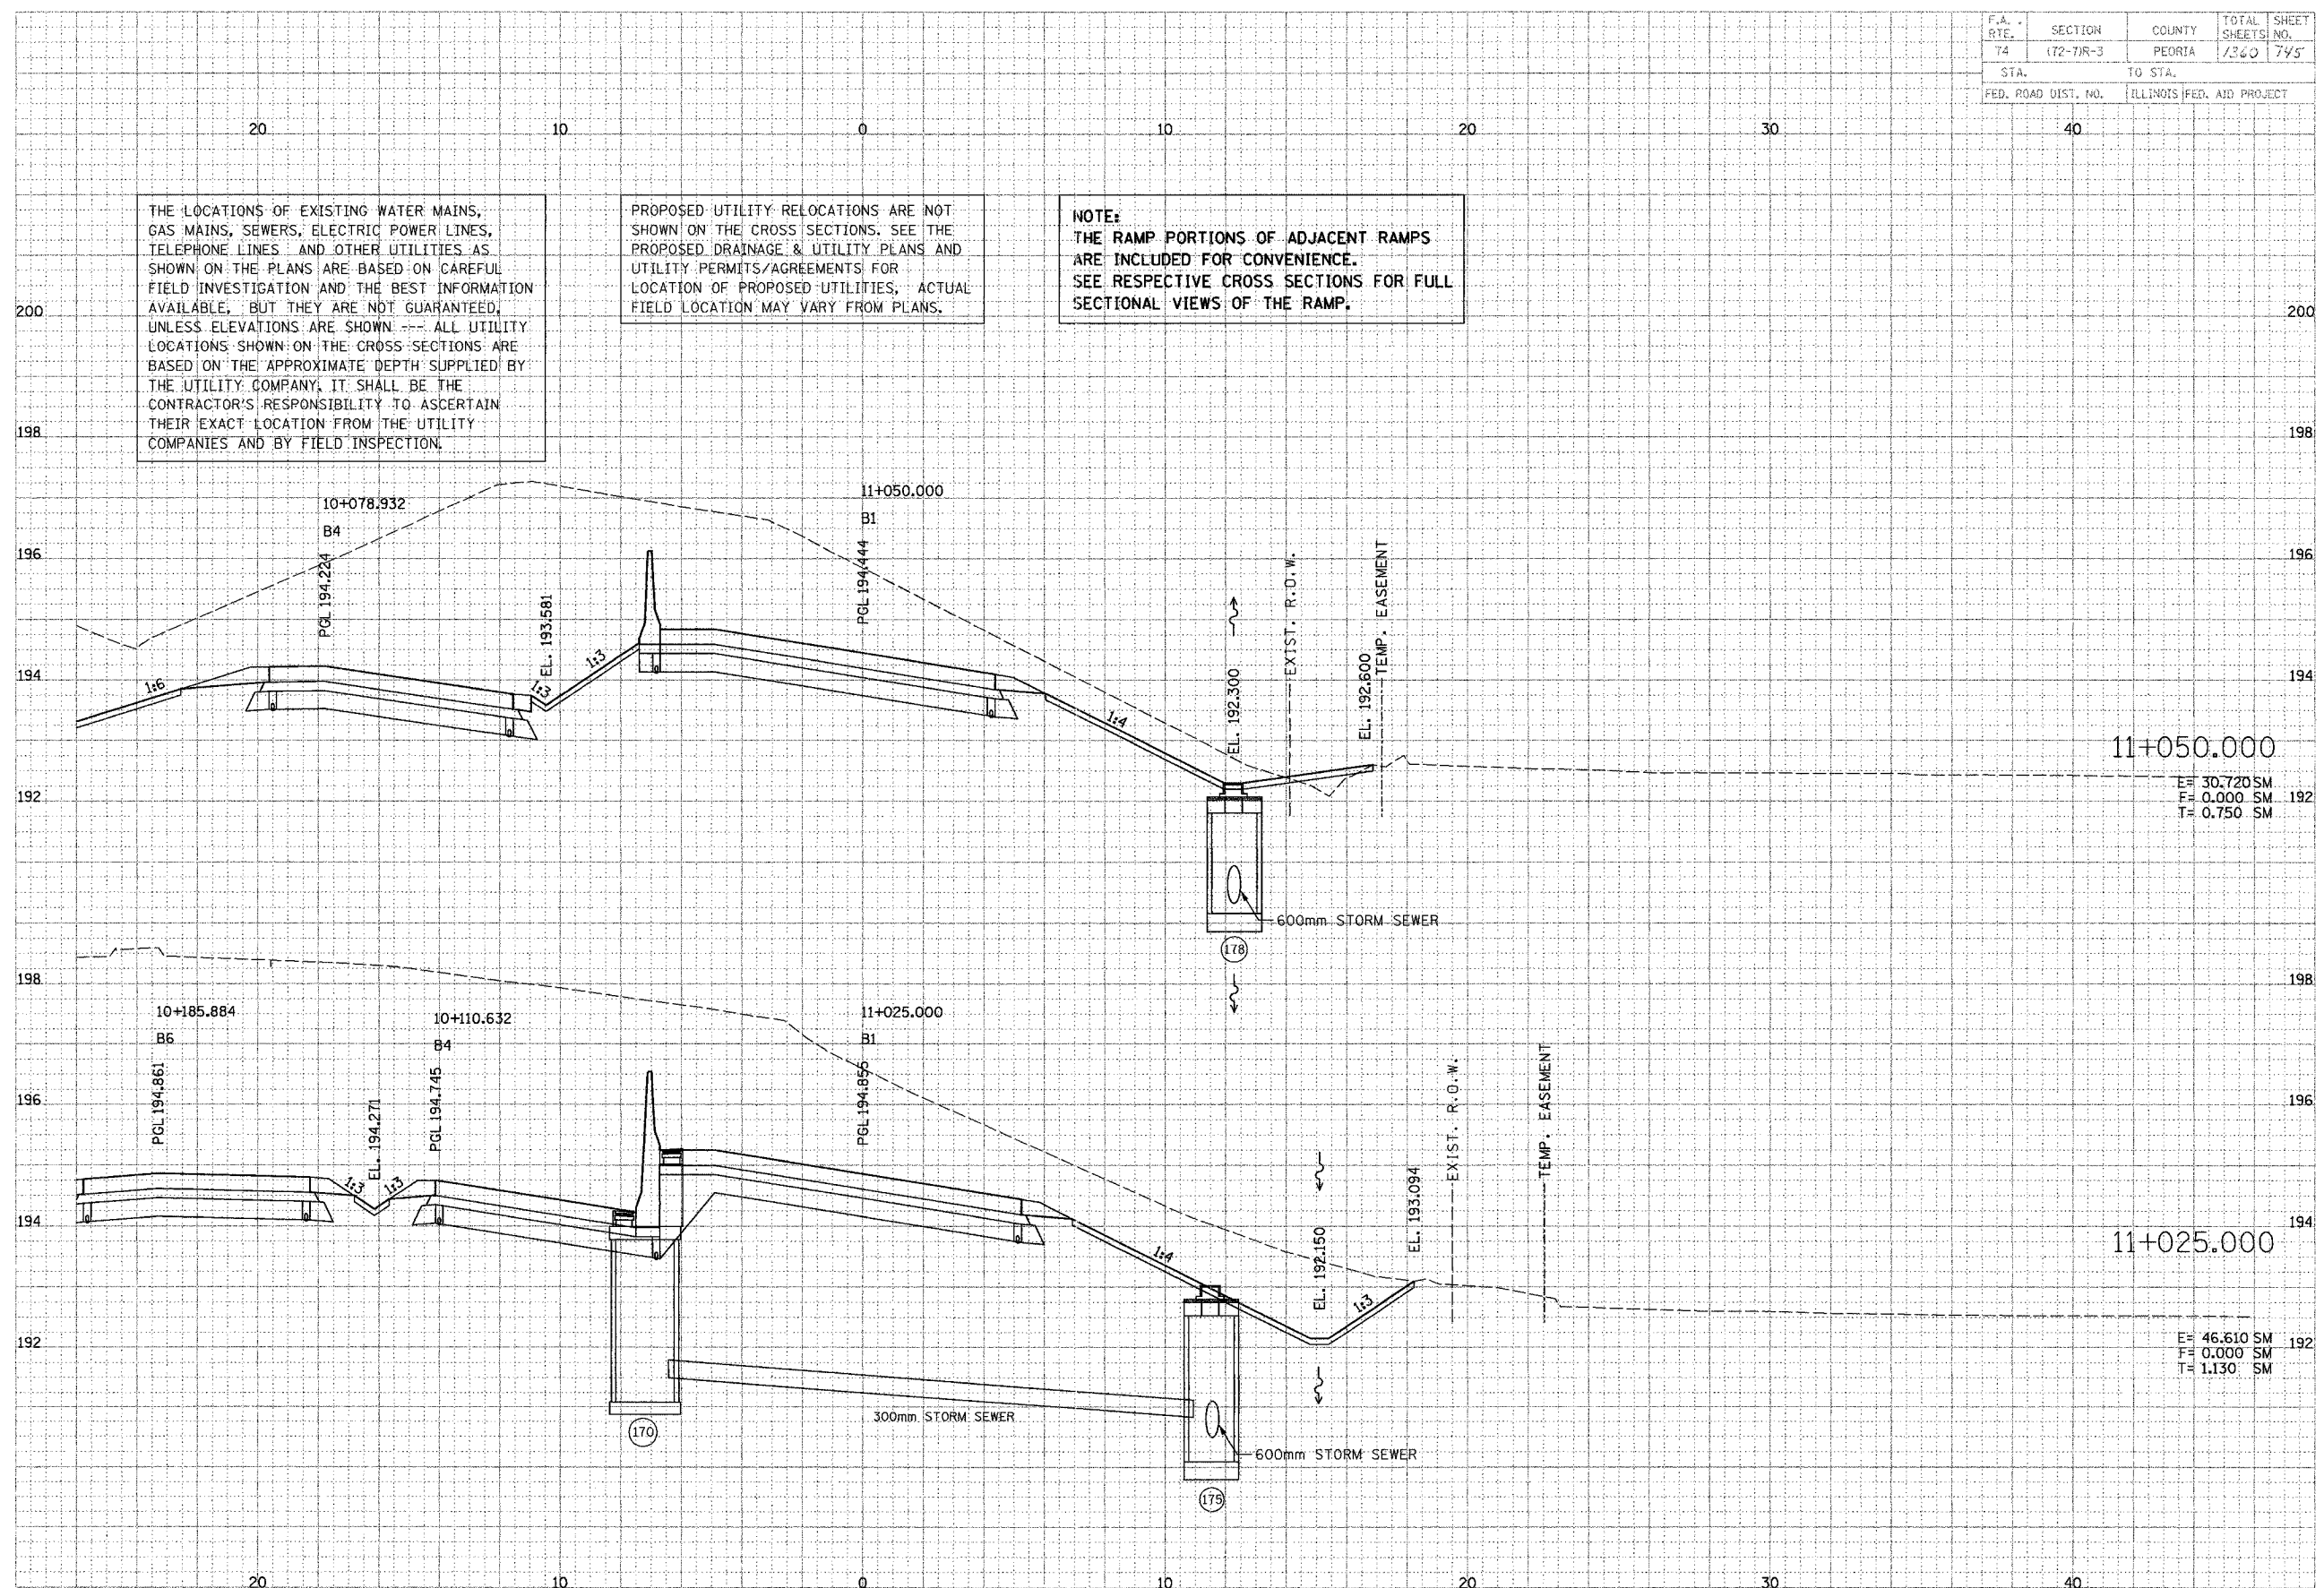 F.A. RTE. SECTION COUNTY TOTAL SHEETS SHEET NO.
74 (72-7)R-3 PEORIA 1360 745
STA. TO STA.
FED. ROAD DIST. NO. ILLINOIS FED. AID PROJECT
20 10 0 10 20 30 40
THE LOCATIONS OF EXISTING WATER MAINS,
GAS MAINS, SEWERS, ELECTRIC POWER LINES,
TELEPHONE LINES AND OTHER UTILITIES AS
SHOWN ON THE PLANS ARE BASED ON CAREFUL
FIELD INVESTIGATION AND THE BEST INFORMATION
AVAILABLE, BUT THEY ARE NOT GUARANTEED.
UNLESS ELEVATIONS ARE SHOWN --- ALL UTILITY
LOCATIONS SHOWN ON THE CROSS SECTIONS ARE
BASED ON THE APPROXIMATE DEPTH SUPPLIED BY
THE UTILITY COMPANY. IT SHALL BE THE
CONTRACTOR'S RESPONSIBILITY TO ASCERTAIN
THEIR EXACT LOCATION FROM THE UTILITY
COMPANIES AND BY FIELD INSPECTION.
PROPOSED UTILITY RELOCATIONS ARE NOT
SHOWN ON THE CROSS SECTIONS. SEE THE
PROPOSED DRAINAGE & UTILITY PLANS AND
UTILITY PERMITS/AGREEMENTS FOR
LOCATION OF PROPOSED UTILITIES, ACTUAL
FIELD LOCATION MAY VARY FROM PLANS.
NOTE:
THE RAMP PORTIONS OF ADJACENT RAMPS
ARE INCLUDED FOR CONVENIENCE.
SEE RESPECTIVE CROSS SECTIONS FOR FULL
SECTIONAL VIEWS OF THE RAMP.
200 200
198 198
10+078.932
B4
PGL 194.224
11+050.000
B1
PGL 194.444
196 196
EL. 193.581
1:3
1:3
1:6
194 194
1:4
EL. 192.300
EXIST. R.O.W.
EL. 192.600
TEMP. EASEMENT
11+050.000
E= 30.720 SM
F= 0.000 SM
T= 0.750 SM
192 192
600mm STORM SEWER
178
198 198
10+185.884
B6
PGL 194.861
10+110.632
B4
PGL 194.745
11+025.000
B1
PGL 194.855
EL. 194.271
196 196
1:3
1:3
194 194
1:4
EL. 192.150
EL. 193.094
1:3
EXIST. R.O.W.
TEMP. EASEMENT
11+025.000
E= 46.610 SM
F= 0.000 SM
T= 1.130 SM
192 192
300mm STORM SEWER
170
600mm STORM SEWER
175
20 10 0 10 20 30 40